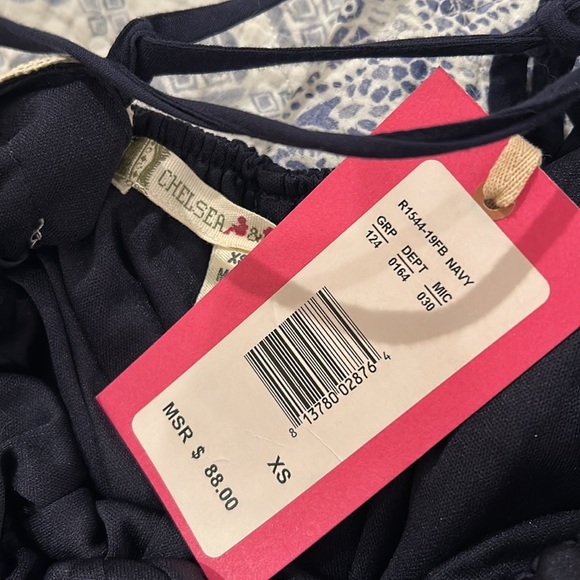 CHELSEA &
XS
R1544-19FB NAVY
GRP DEPT MIC
124 0164 030
8 13780 02876 4
XS
MSR $ 88.00